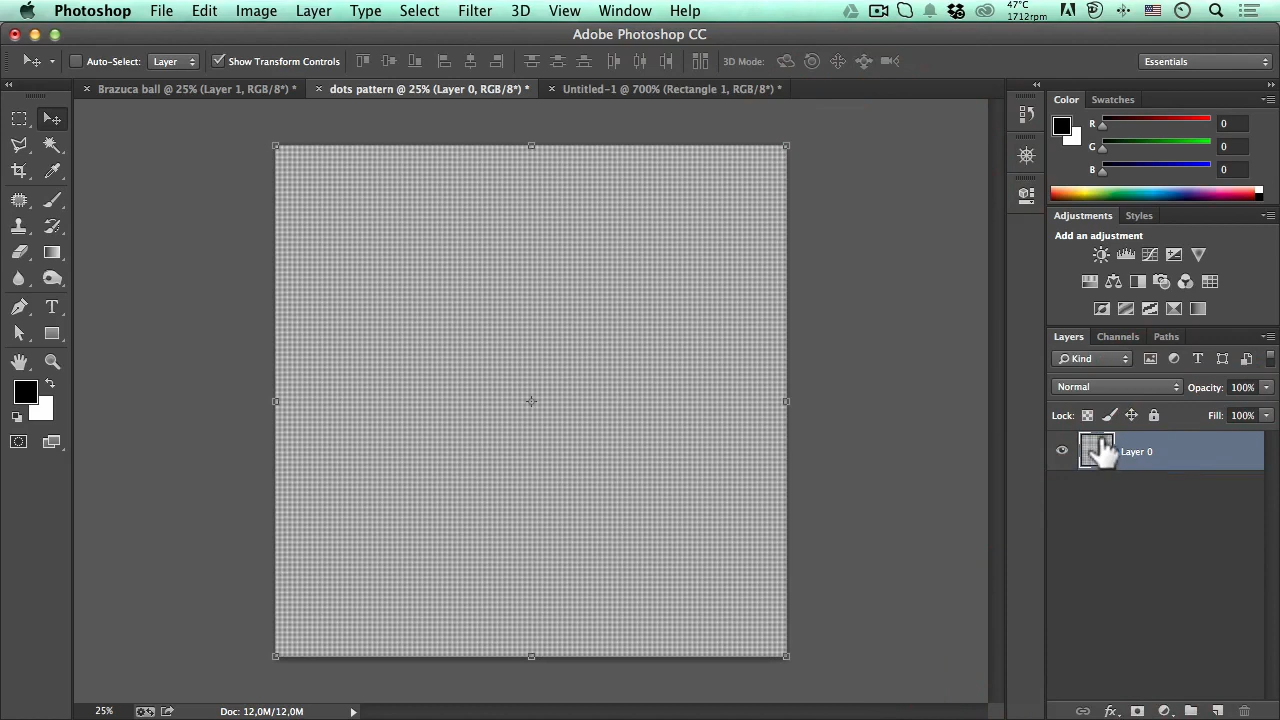 Photoshop File Edit Image Layer Type Select Filter 3D View Window Help 47°C 1712rpm
Adobe Photoshop CC
Auto-Select: Layer Show Transform Controls 3D Mode: Essentials
Brazuca ball @ 25% (Layer 1, RGB/8*) * dots pattern @ 25% (Layer 0, RGB/8*) * Untitled-1 @ 700% (Rectangle 1, RGB/8*) *
Color Swatches
R 0
G 0
B 0
Adjustments Styles
Add an adjustment
Layers Channels Paths
Kind
Normal Opacity: 100%
Lock: Fill: 100%
Layer 0
25% Doc: 12,0M/12,0M
fx